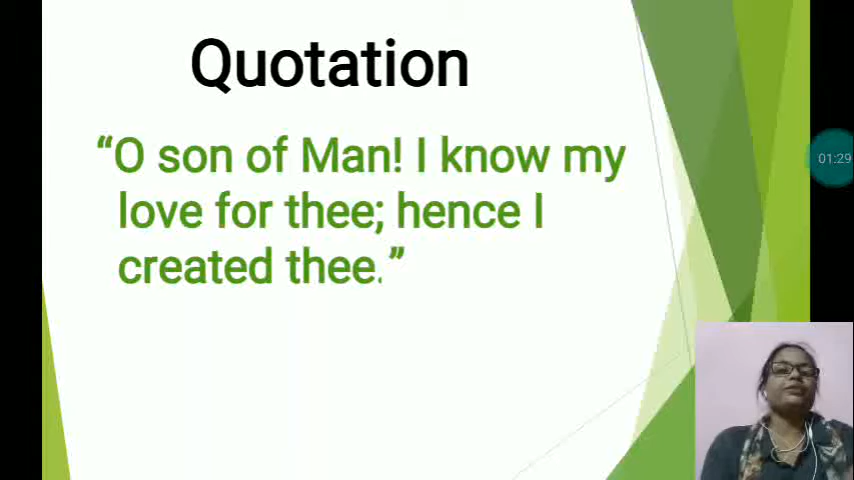 Quotation
“O son of Man! I know my
love for thee; hence I
created thee.”
01:29